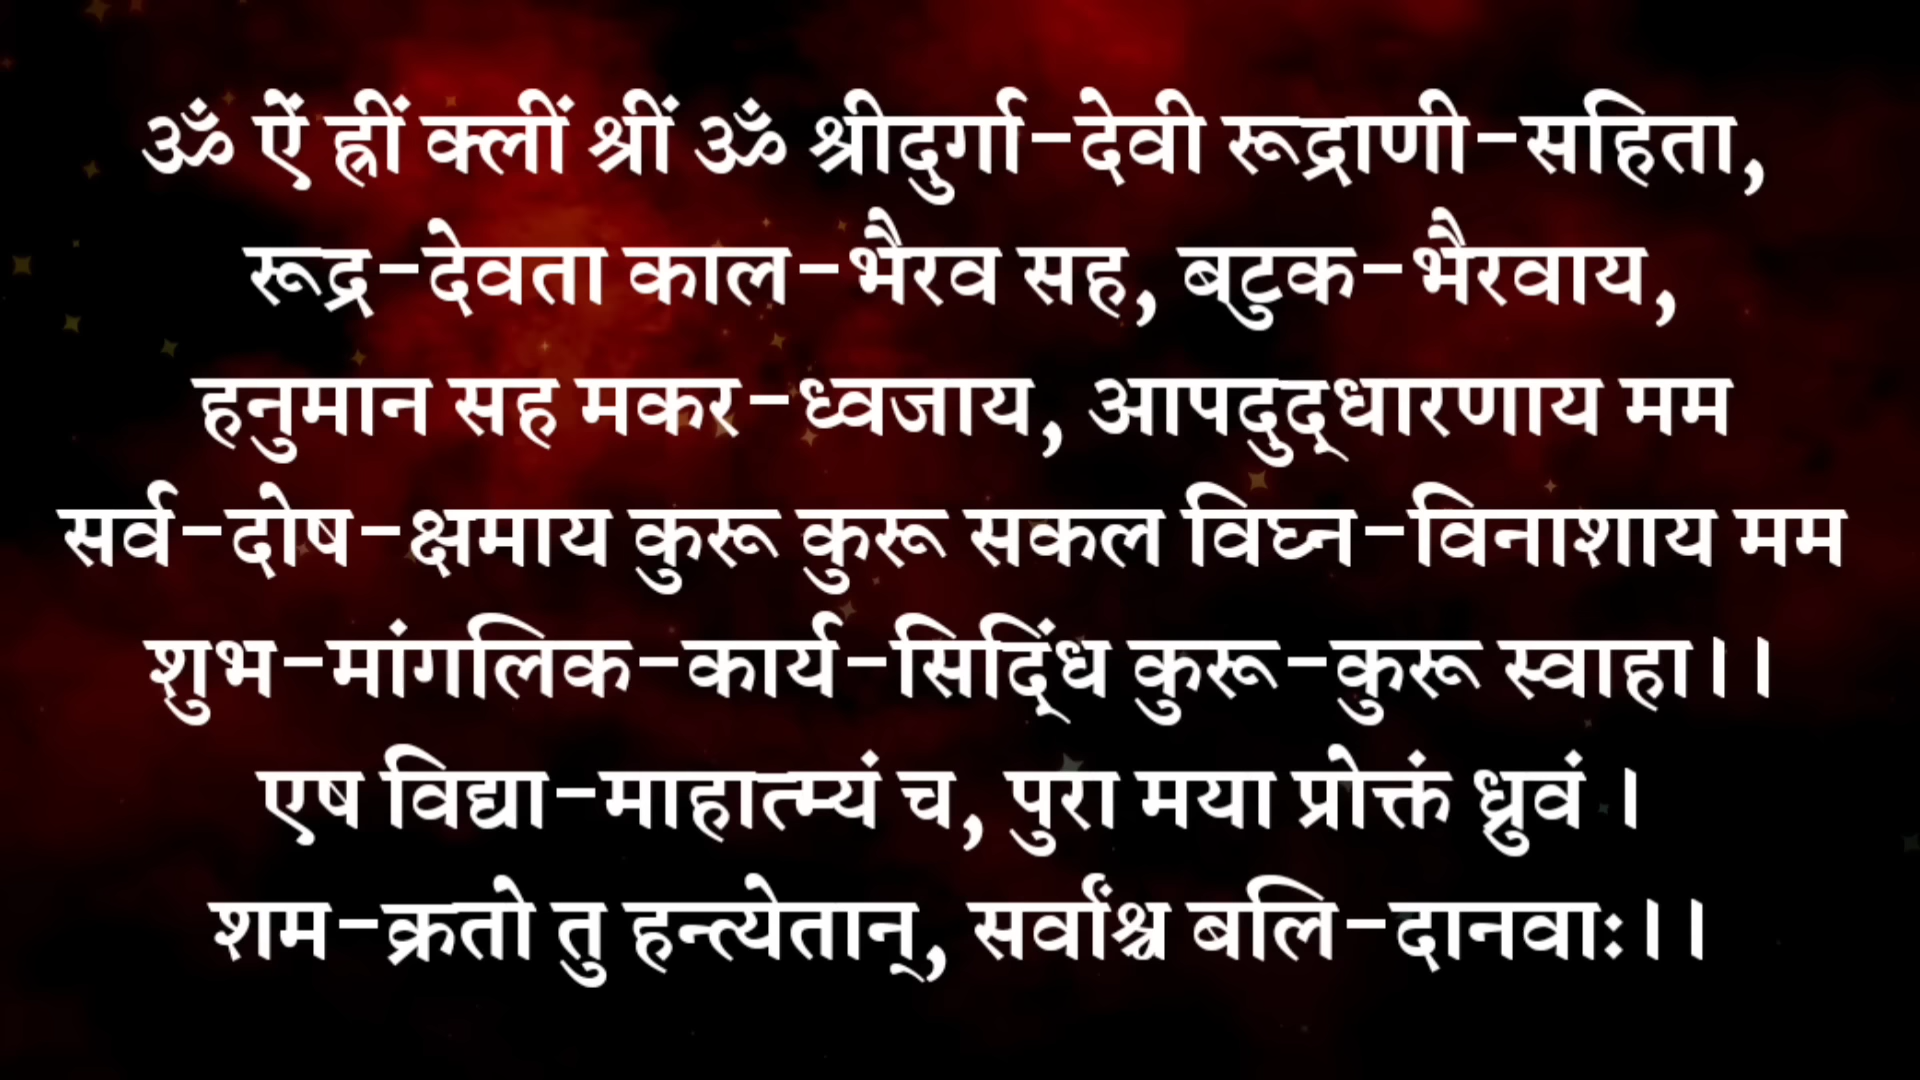 ॐ ऐं ह्रीं क्लीं श्रीं ॐ श्रीदुर्गा-देवी रूद्राणी-सहिता,
रूद्र-देवता काल-भैरव सह, बटुक-भैरवाय,
हनुमान सह मकर-ध्वजाय, आपदुद्धारणाय मम
सर्व-दोष-क्षमाय कुरू कुरू सकल विघ्न-विनाशाय मम
शुभ-मांगलिक-कार्य-सिद्धिं कुरू-कुरू स्वाहा।।
एष विद्या-माहात्म्यं च, पुरा मया प्रोक्तं ध्रुवं ।
शम-क्रतो तु हन्त्येतान्, सर्वांश्च बलि-दानवाः।।